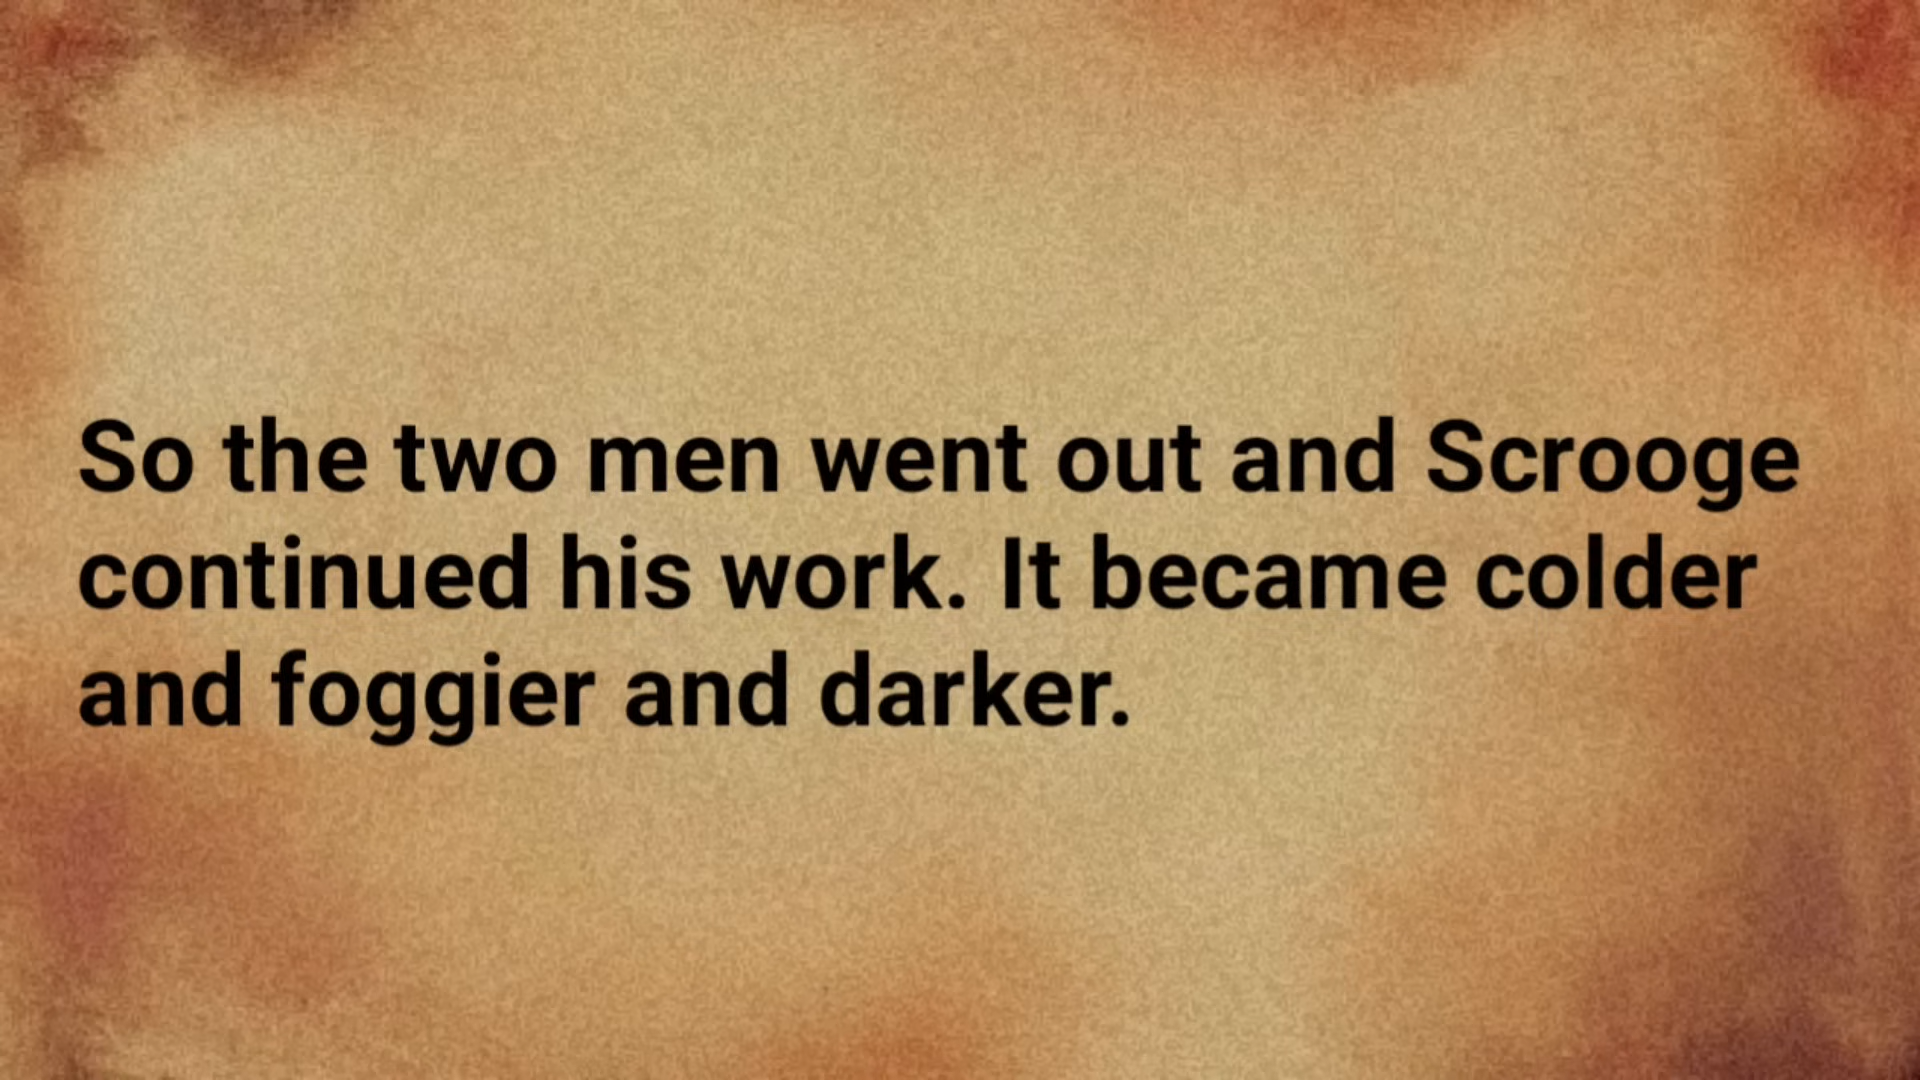 So the two men went out and Scrooge
continued his work. It became colder
and foggier and darker.